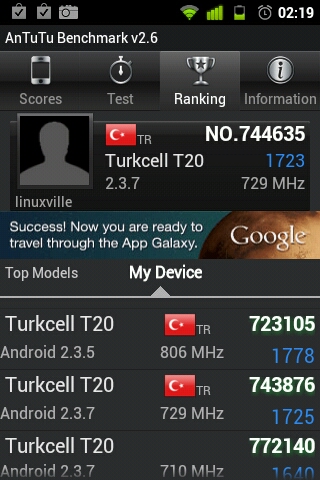 02:19
AnTuTu Benchmark v2.6
Scores Test Ranking Information
TR NO.744635
Turkcell T20 1723
2.3.7 729 MHz
linuxville
Success! Now you are ready to
travel through the App Galaxy.
Google
Top Models My Device
Turkcell T20 TR 723105
Android 2.3.5 806 MHz 1778
Turkcell T20 TR 743876
Android 2.3.7 729 MHz 1725
Turkcell T20 772140
Android 2.3.7 710 MHz 1640